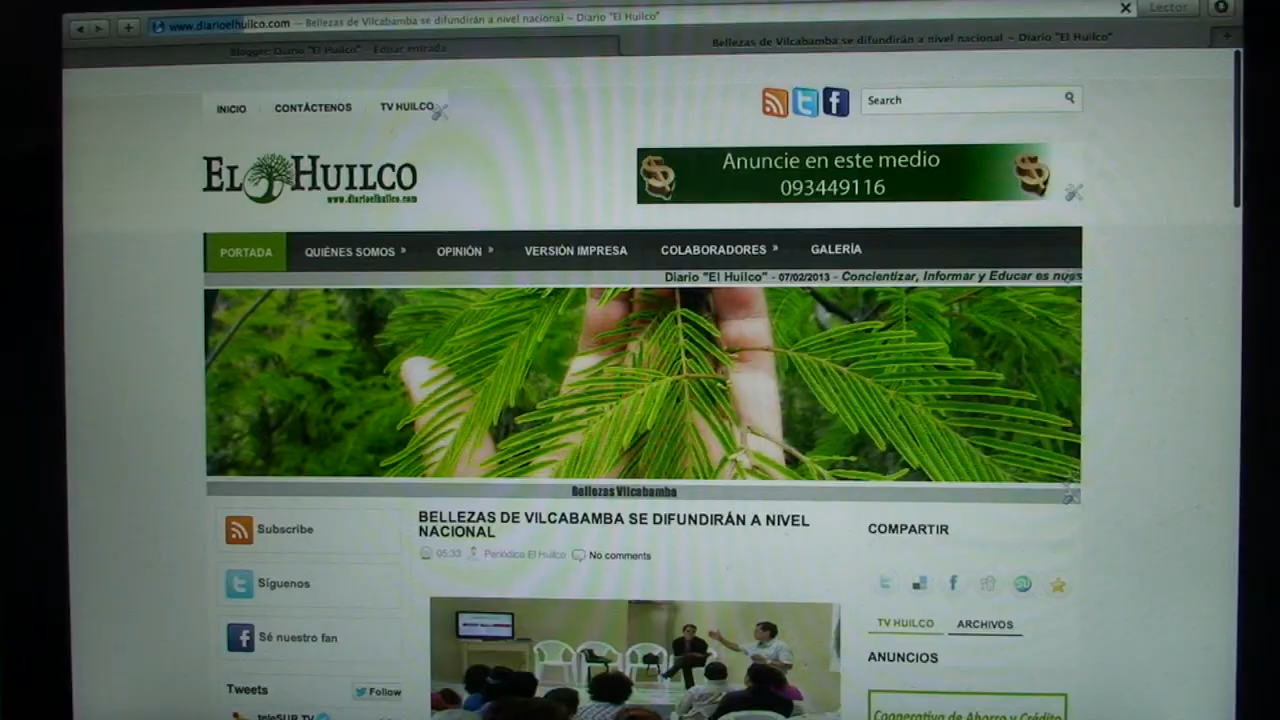 www.diarioelhuilco.com — Bellezas de Vilcabamba se difundirán a nivel nacional ~ Diario "El Huilco"
Lector
Blogger: Diario "El Huilco" - Editar entrada
Bellezas de Vilcabamba se difundirán a nivel nacional ~ Diario "El Huilco"
INICIO
CONTÁCTENOS
TV HUILCO
Search
EL HUILCO
www.diarioelhuilco.com
Anuncie en este medio
093449116
PORTADA
QUIÉNES SOMOS »
OPINIÓN »
VERSIÓN IMPRESA
COLABORADORES »
GALERÍA
Diario "El Huilco" - 07/02/2013 - Concientizar, Informar y Educar es nues
Bellezas Vilcabamba
Subscribe
Síguenos
Sé nuestro fan
Tweets
Follow
teleSUR TV
BELLEZAS DE VILCABAMBA SE DIFUNDIRÁN A NIVEL
NACIONAL
05:33 Periódico El Huilco No comments
COMPARTIR
TV HUILCO
ARCHIVOS
ANUNCIOS
Cooperativa de Ahorro y Crédito